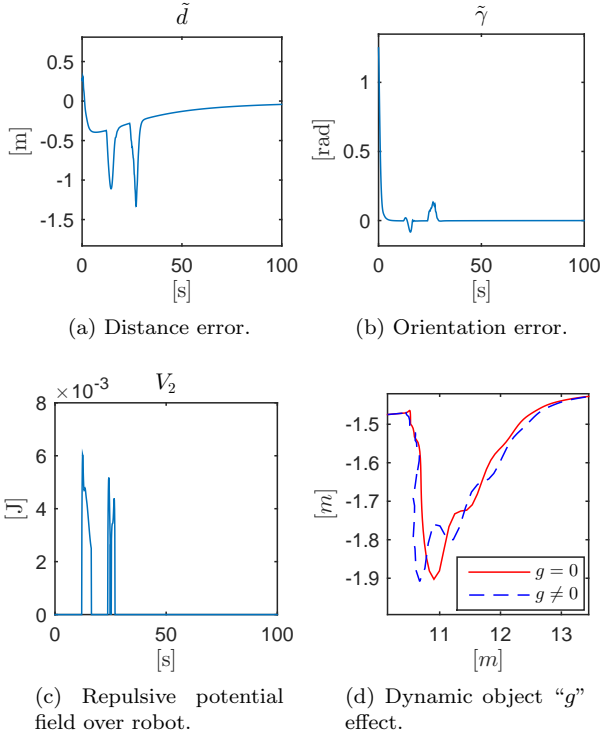 d̃
0.5
0
-0.5
-1
-1.5
[m]
0 50 100
[s]
(a) Distance error.
γ̃
1
0.5
0
[rad]
0 50 100
[s]
(b) Orientation error.
×10⁻³
V₂
8
6
4
2
0
[J]
0 50 100
[s]
(c) Repulsive potential
field over robot.
-1.5
-1.6
-1.7
-1.8
-1.9
[m]
g = 0
g ≠ 0
11 12 13
[m]
(d) Dynamic object “g”
effect.